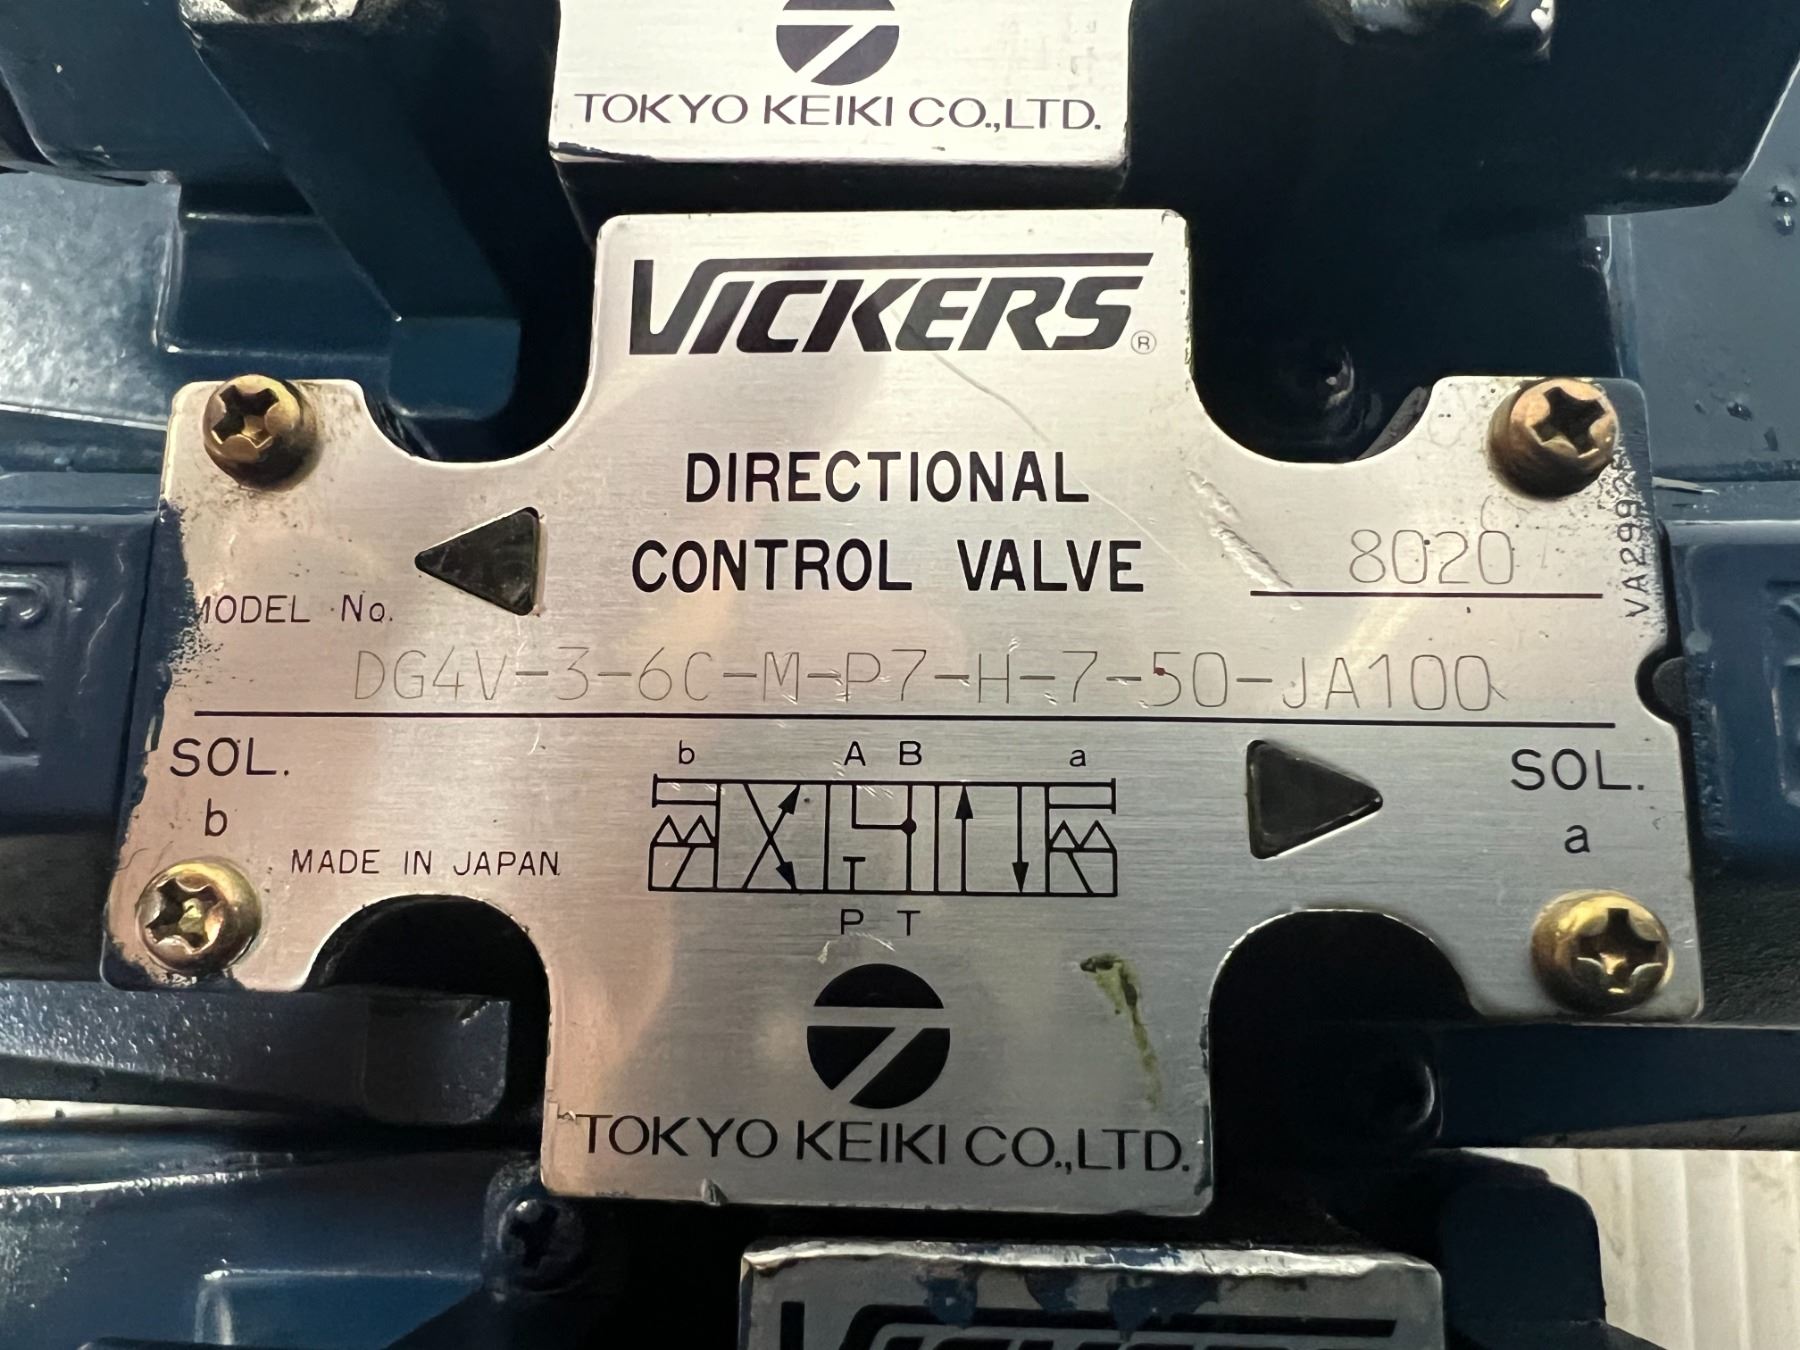 TOKYO KEIKI CO.,LTD.
VICKERS®
DIRECTIONAL
CONTROL VALVE
8020
MODEL No.
DG4V-3-6C-M-P7-H-7-50-JA100
SOL.
b
b A B a
SOL.
a
MADE IN JAPAN
T
P T
TOKYO KEIKI CO.,LTD.
VICKERS